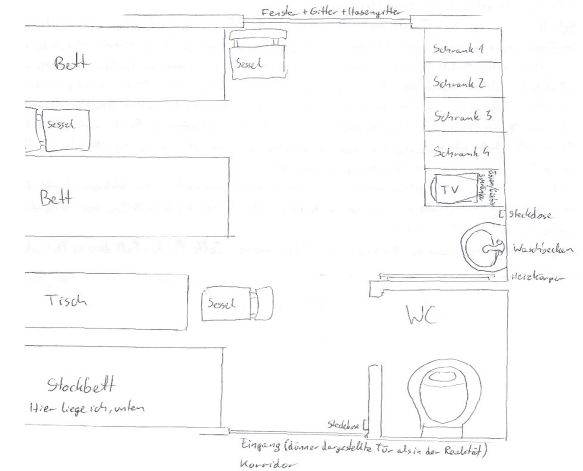 Fenster + Gitter + Hasengitter
Bett
Sessel
Schrank 1
Schrank 2
Sessel
Schrank 3
Schrank 4
TV
Bett
Steckdose
Waschbecken
Heizkörper
Tisch
Sessel
WC
Stockbett
Hier liege ich, unten
Steckdose
Eingang (dünner dargestellte Tür als in der Realität)
Korridor